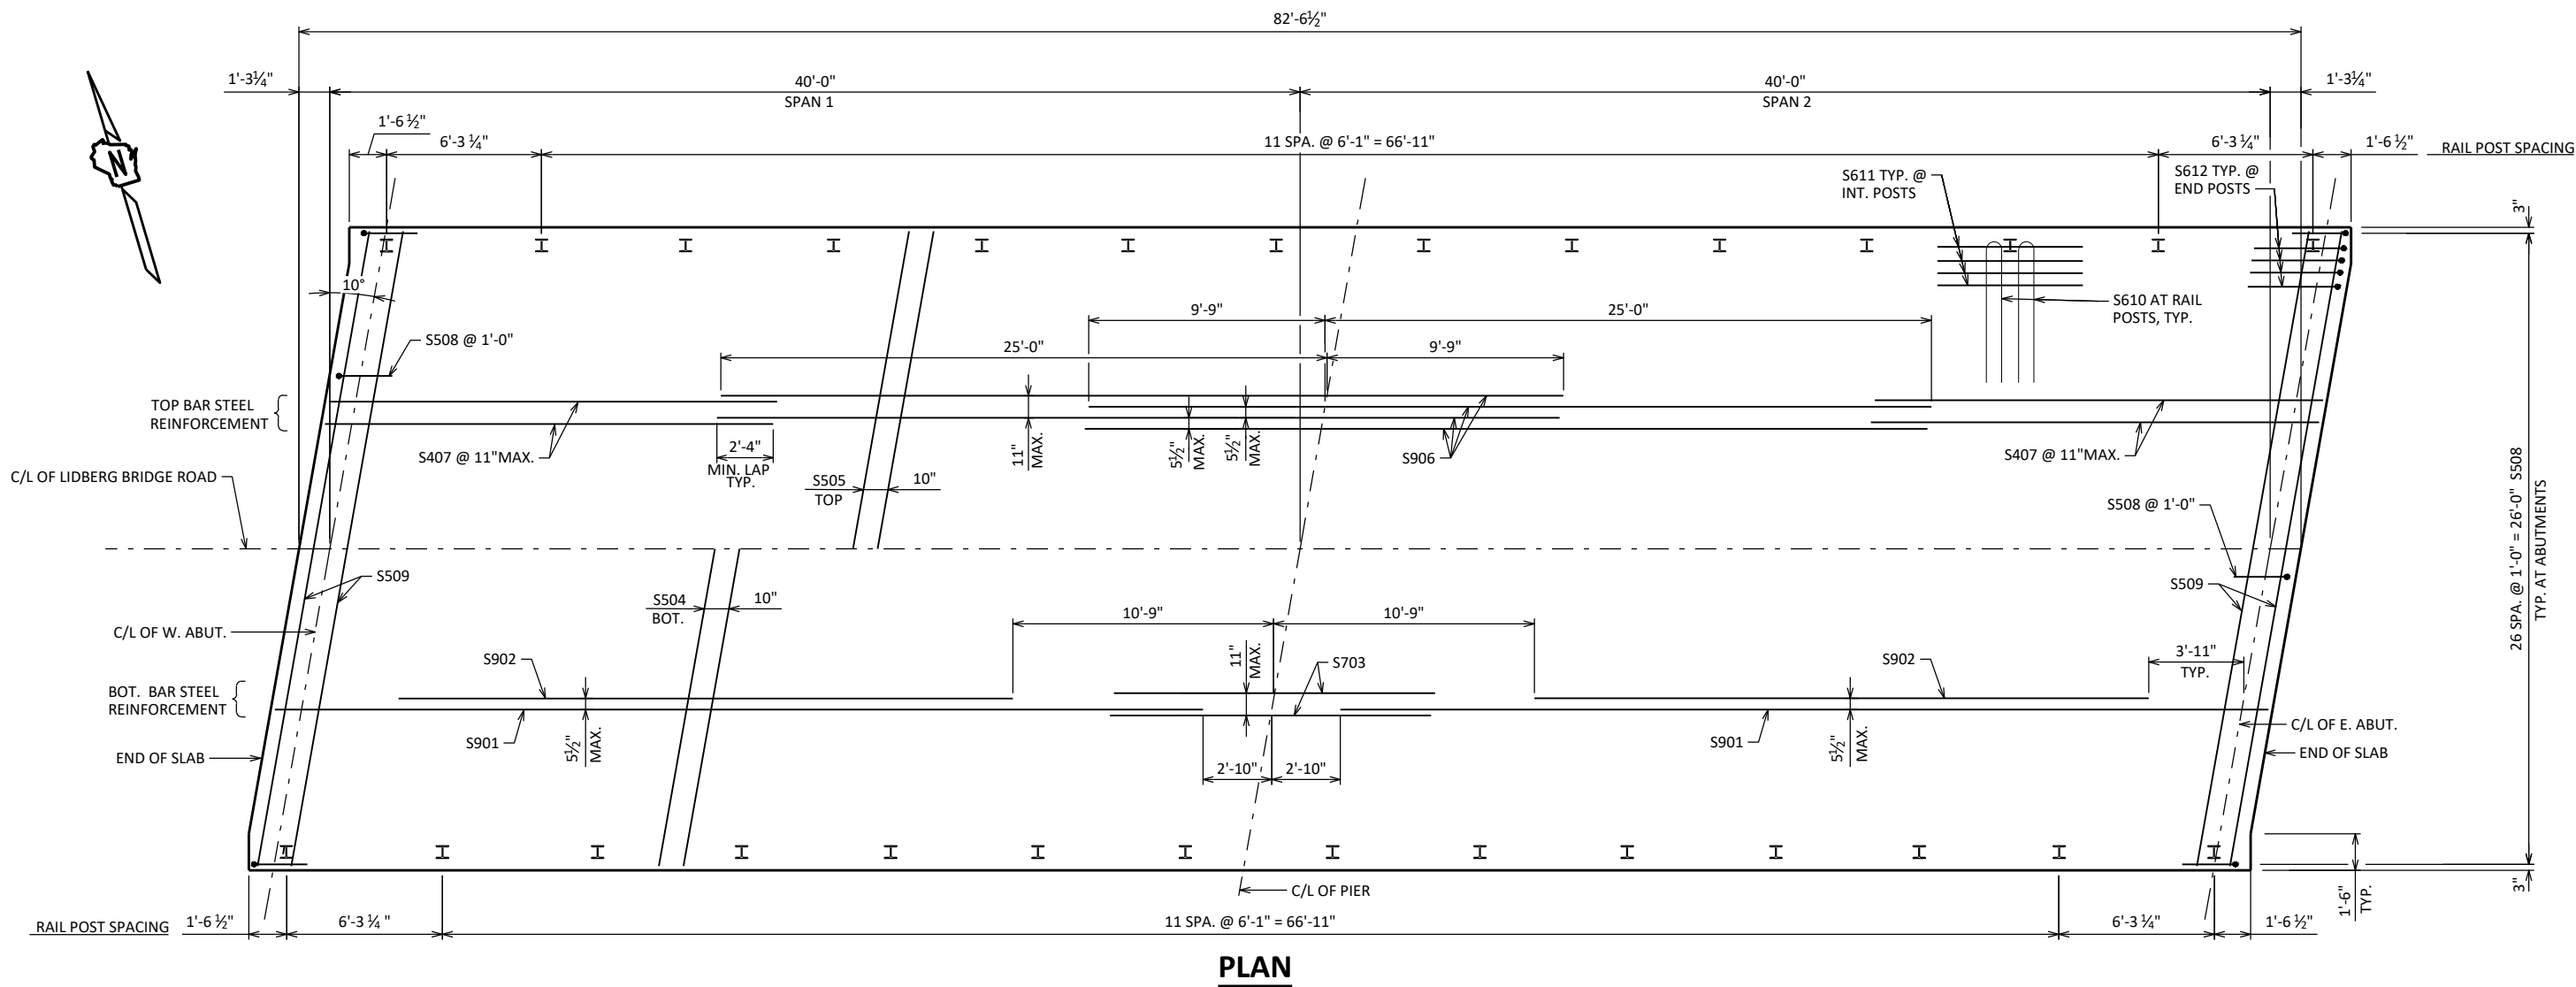 82'-6½"
1'-3¼"
40'-0"
SPAN 1
40'-0"
SPAN 2
1'-3¼"
1'-6 ½"
6'-3 ¼"
11 SPA. @ 6'-1" = 66'-11"
6'-3 ¼"
1'-6 ½"
RAIL POST SPACING
N
S611 TYP. @
INT. POSTS
S612 TYP. @
END POSTS
3"
10°
S610 AT RAIL
POSTS, TYP.
9'-9"
25'-0"
S508 @ 1'-0"
25'-0"
9'-9"
TOP BAR STEEL
REINFORCEMENT
11"
MAX.
5½"
MAX.
5½"
MAX.
S407 @ 11"MAX.
2'-4"
MIN. LAP
TYP.
S906
S407 @ 11"MAX.
C/L OF LIDBERG BRIDGE ROAD
S505
TOP
10"
S508 @ 1'-0"
26 SPA. @ 1'-0" = 26'-0" S508
TYP. AT ABUTMENTS
S509
S509
S504
BOT.
10"
C/L OF W. ABUT.
10'-9"
10'-9"
S902
11"
MAX.
S703
S902
3'-11"
TYP.
BOT. BAR STEEL
REINFORCEMENT
S901
5½"
MAX.
S901
5½"
MAX.
C/L OF E. ABUT.
END OF SLAB
2'-10"
2'-10"
END OF SLAB
C/L OF PIER
1'-6"
TYP.
3"
RAIL POST SPACING
1'-6 ½"
6'-3 ¼ "
11 SPA. @ 6'-1" = 66'-11"
6'-3 ¼"
1'-6 ½"
PLAN